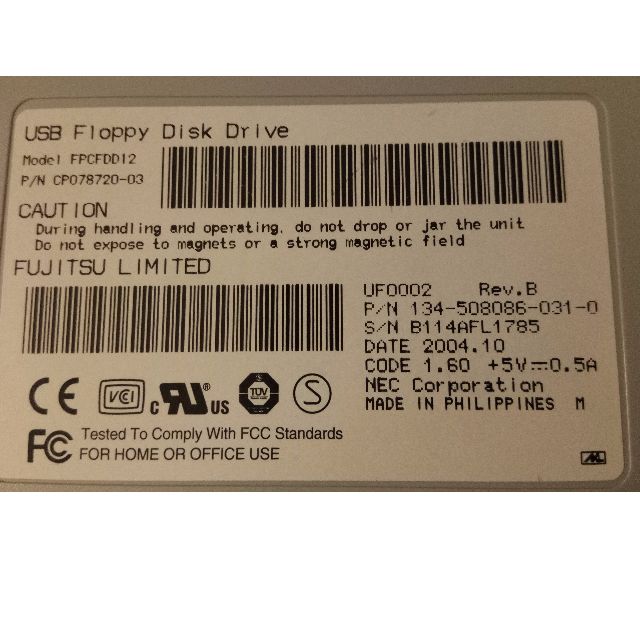 USB Floppy Disk Drive
Model FPCFDD12
P/N CP078720-03
CAUTION
During handling and operating, do not drop or jar the unit
Do not expose to magnets or a strong magnetic field
FUJITSU LIMITED
UF0002 Rev.B
P/N 134-508086-031-0
S/N B114AFL1785
DATE 2004.10
CODE 1.60 +5V⎓0.5A
NEC Corporation
MADE IN PHILIPPINES M
CE VCI c RU ® US TÜV S
FC Tested To Comply With FCC Standards
FOR HOME OR OFFICE USE